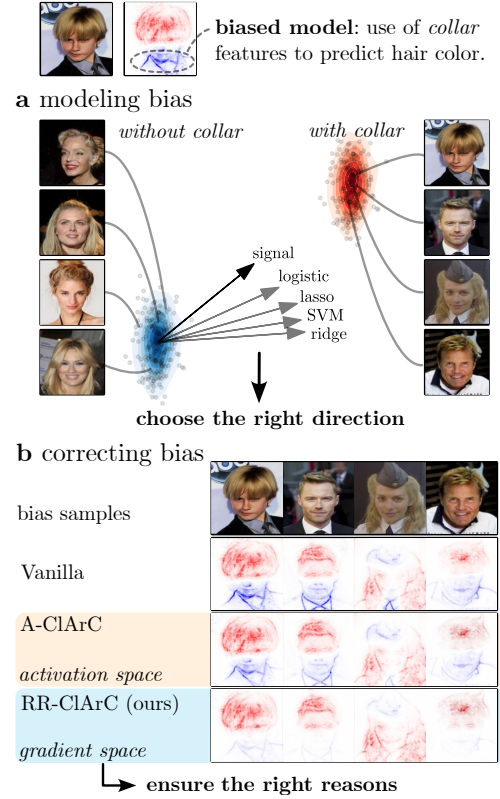 biased model: use of collar
features to predict hair color.
a modeling bias
without collar
with collar
signal
logistic
lasso
SVM
ridge
choose the right direction
b correcting bias
bias samples
Vanilla
A-ClArC
activation space
RR-ClArC (ours)
gradient space
ensure the right reasons